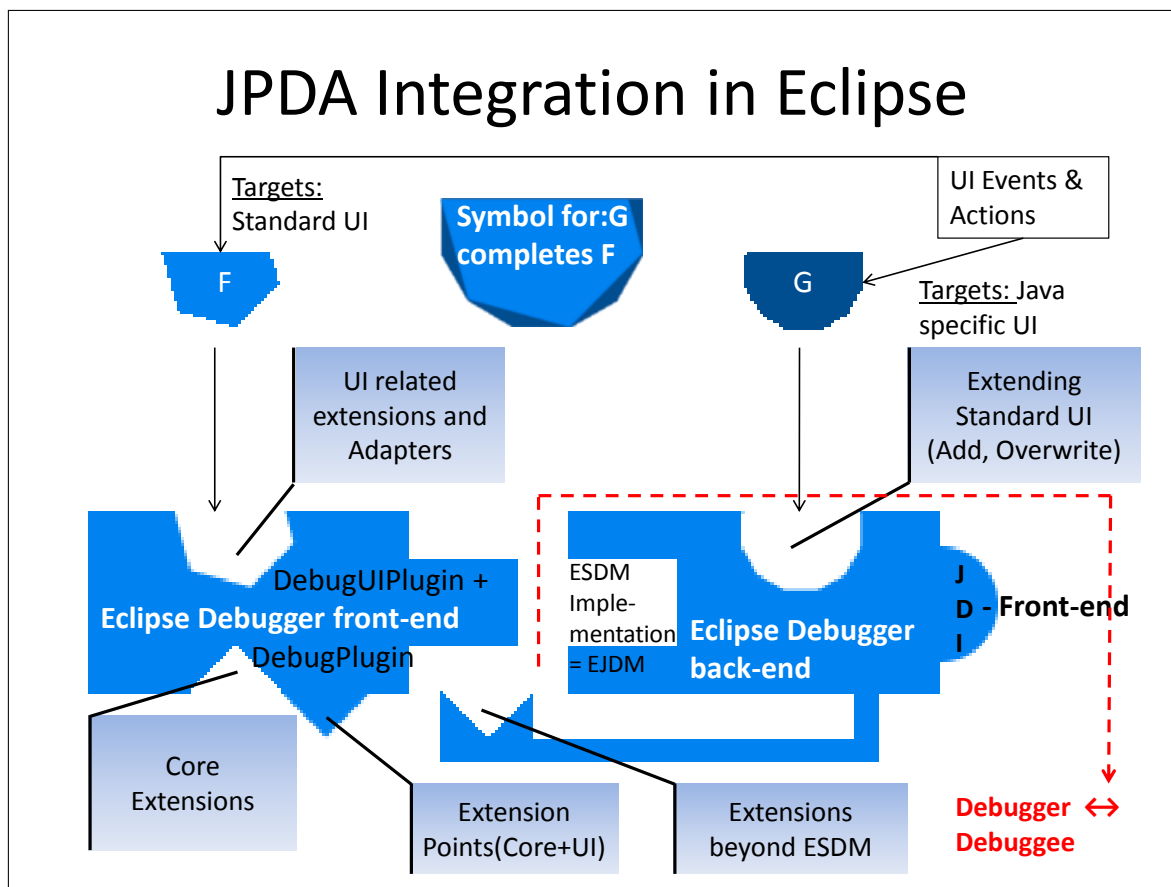 JPDA Integration in Eclipse
Targets:
Standard UI
Symbol for:G
completes F
UI Events &
Actions
F
G
Targets: Java
specific UI
UI related
extensions and
Adapters
Extending
Standard UI
(Add, Overwrite)
DebugUIPlugin +
Eclipse Debugger front-end
DebugPlugin
ESDM
Imple-
mentation
= EJDM
Eclipse Debugger
back-end
J
D
I
- Front-end
Core
Extensions
Extension
Points(Core+UI)
Extensions
beyond ESDM
Debugger ↔
Debuggee